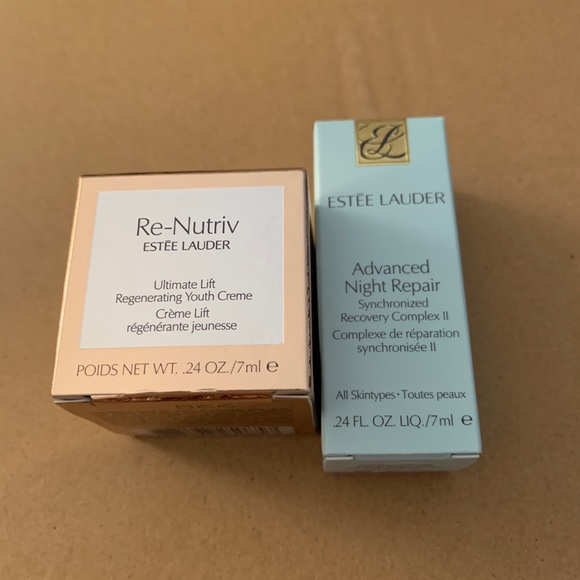 Re-Nutriv
ESTĒE LAUDER
Ultimate Lift
Regenerating Youth Creme
Crème Lift
régénérante jeunesse
POIDS NET WT. .24 OZ./7ml ℮
EL
ESTĒE LAUDER
Advanced
Night Repair
Synchronized
Recovery Complex II
Complexe de réparation
synchronisée II
All Skintypes • Toutes peaux
.24 FL. OZ. LIQ./7ml ℮